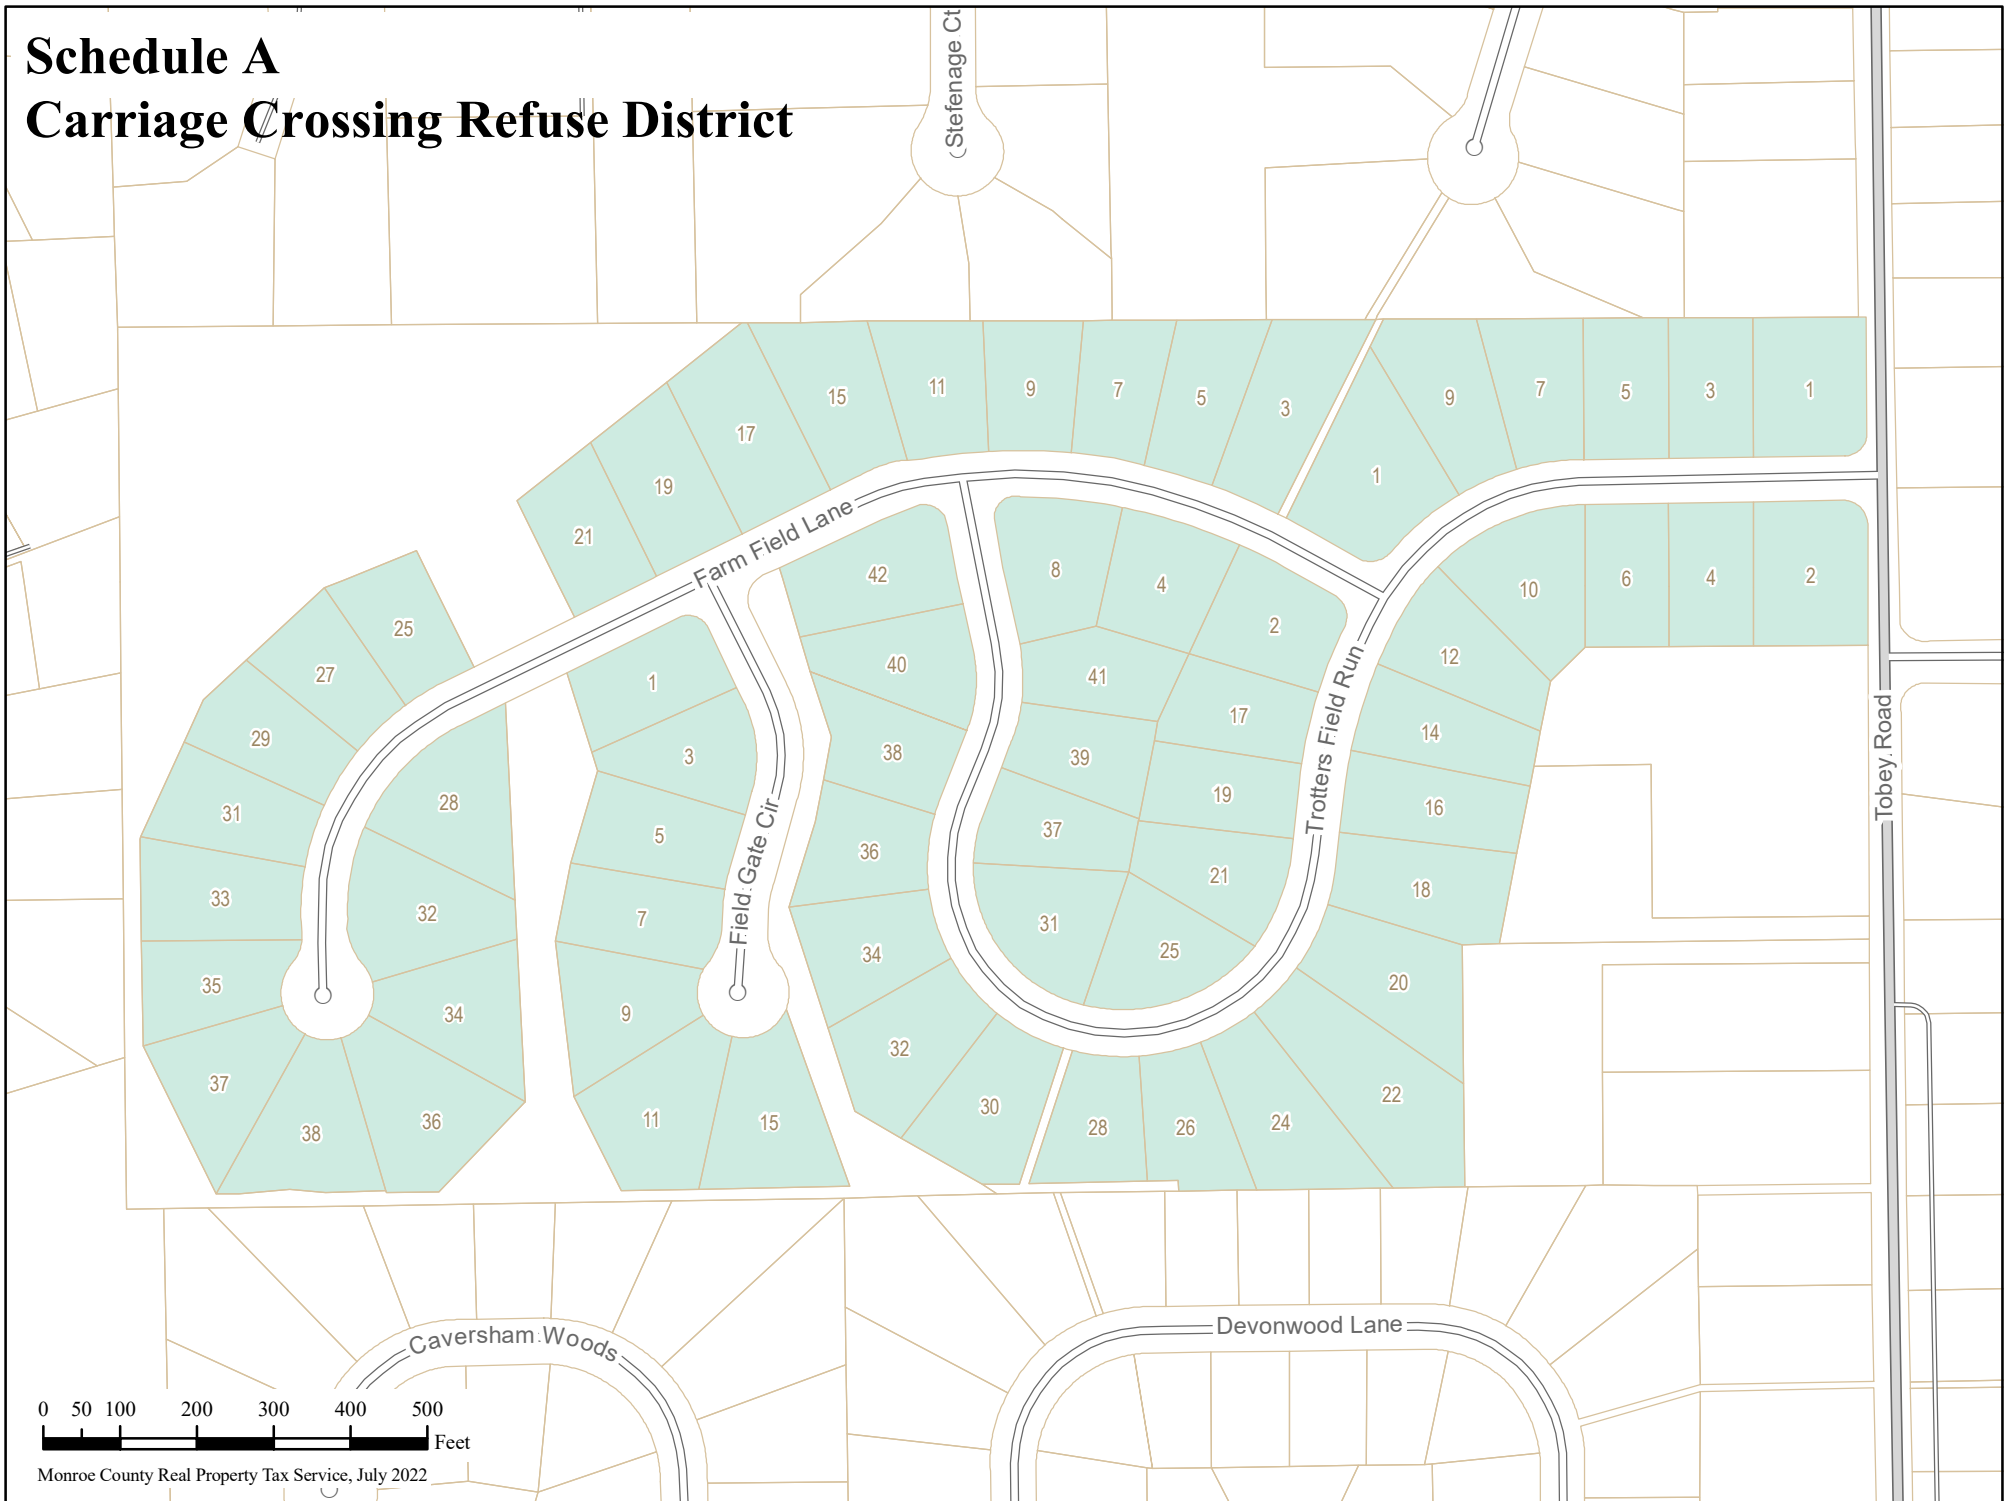 Schedule A
Carriage Crossing Refuse District
Stefenage Ct
15 11 9 7 5 3 9 7 5 3 1
17
19
1
21
Farm Field Lane
42 8 4 10 6 4 2
25 2
27 1 40 41 12
29 3 38 39 17 14
Trotters Field Run
Tobey Road
31 28 5 36 37 19 16
Field Gate Cir
33 32 7 34 31 21 18
35 34 9 32 25 20
37 38 36 11 15 30 28 26 24 22
Caversham Woods
Devonwood Lane
0 50 100 200 300 400 500
Feet
Monroe County Real Property Tax Service, July 2022